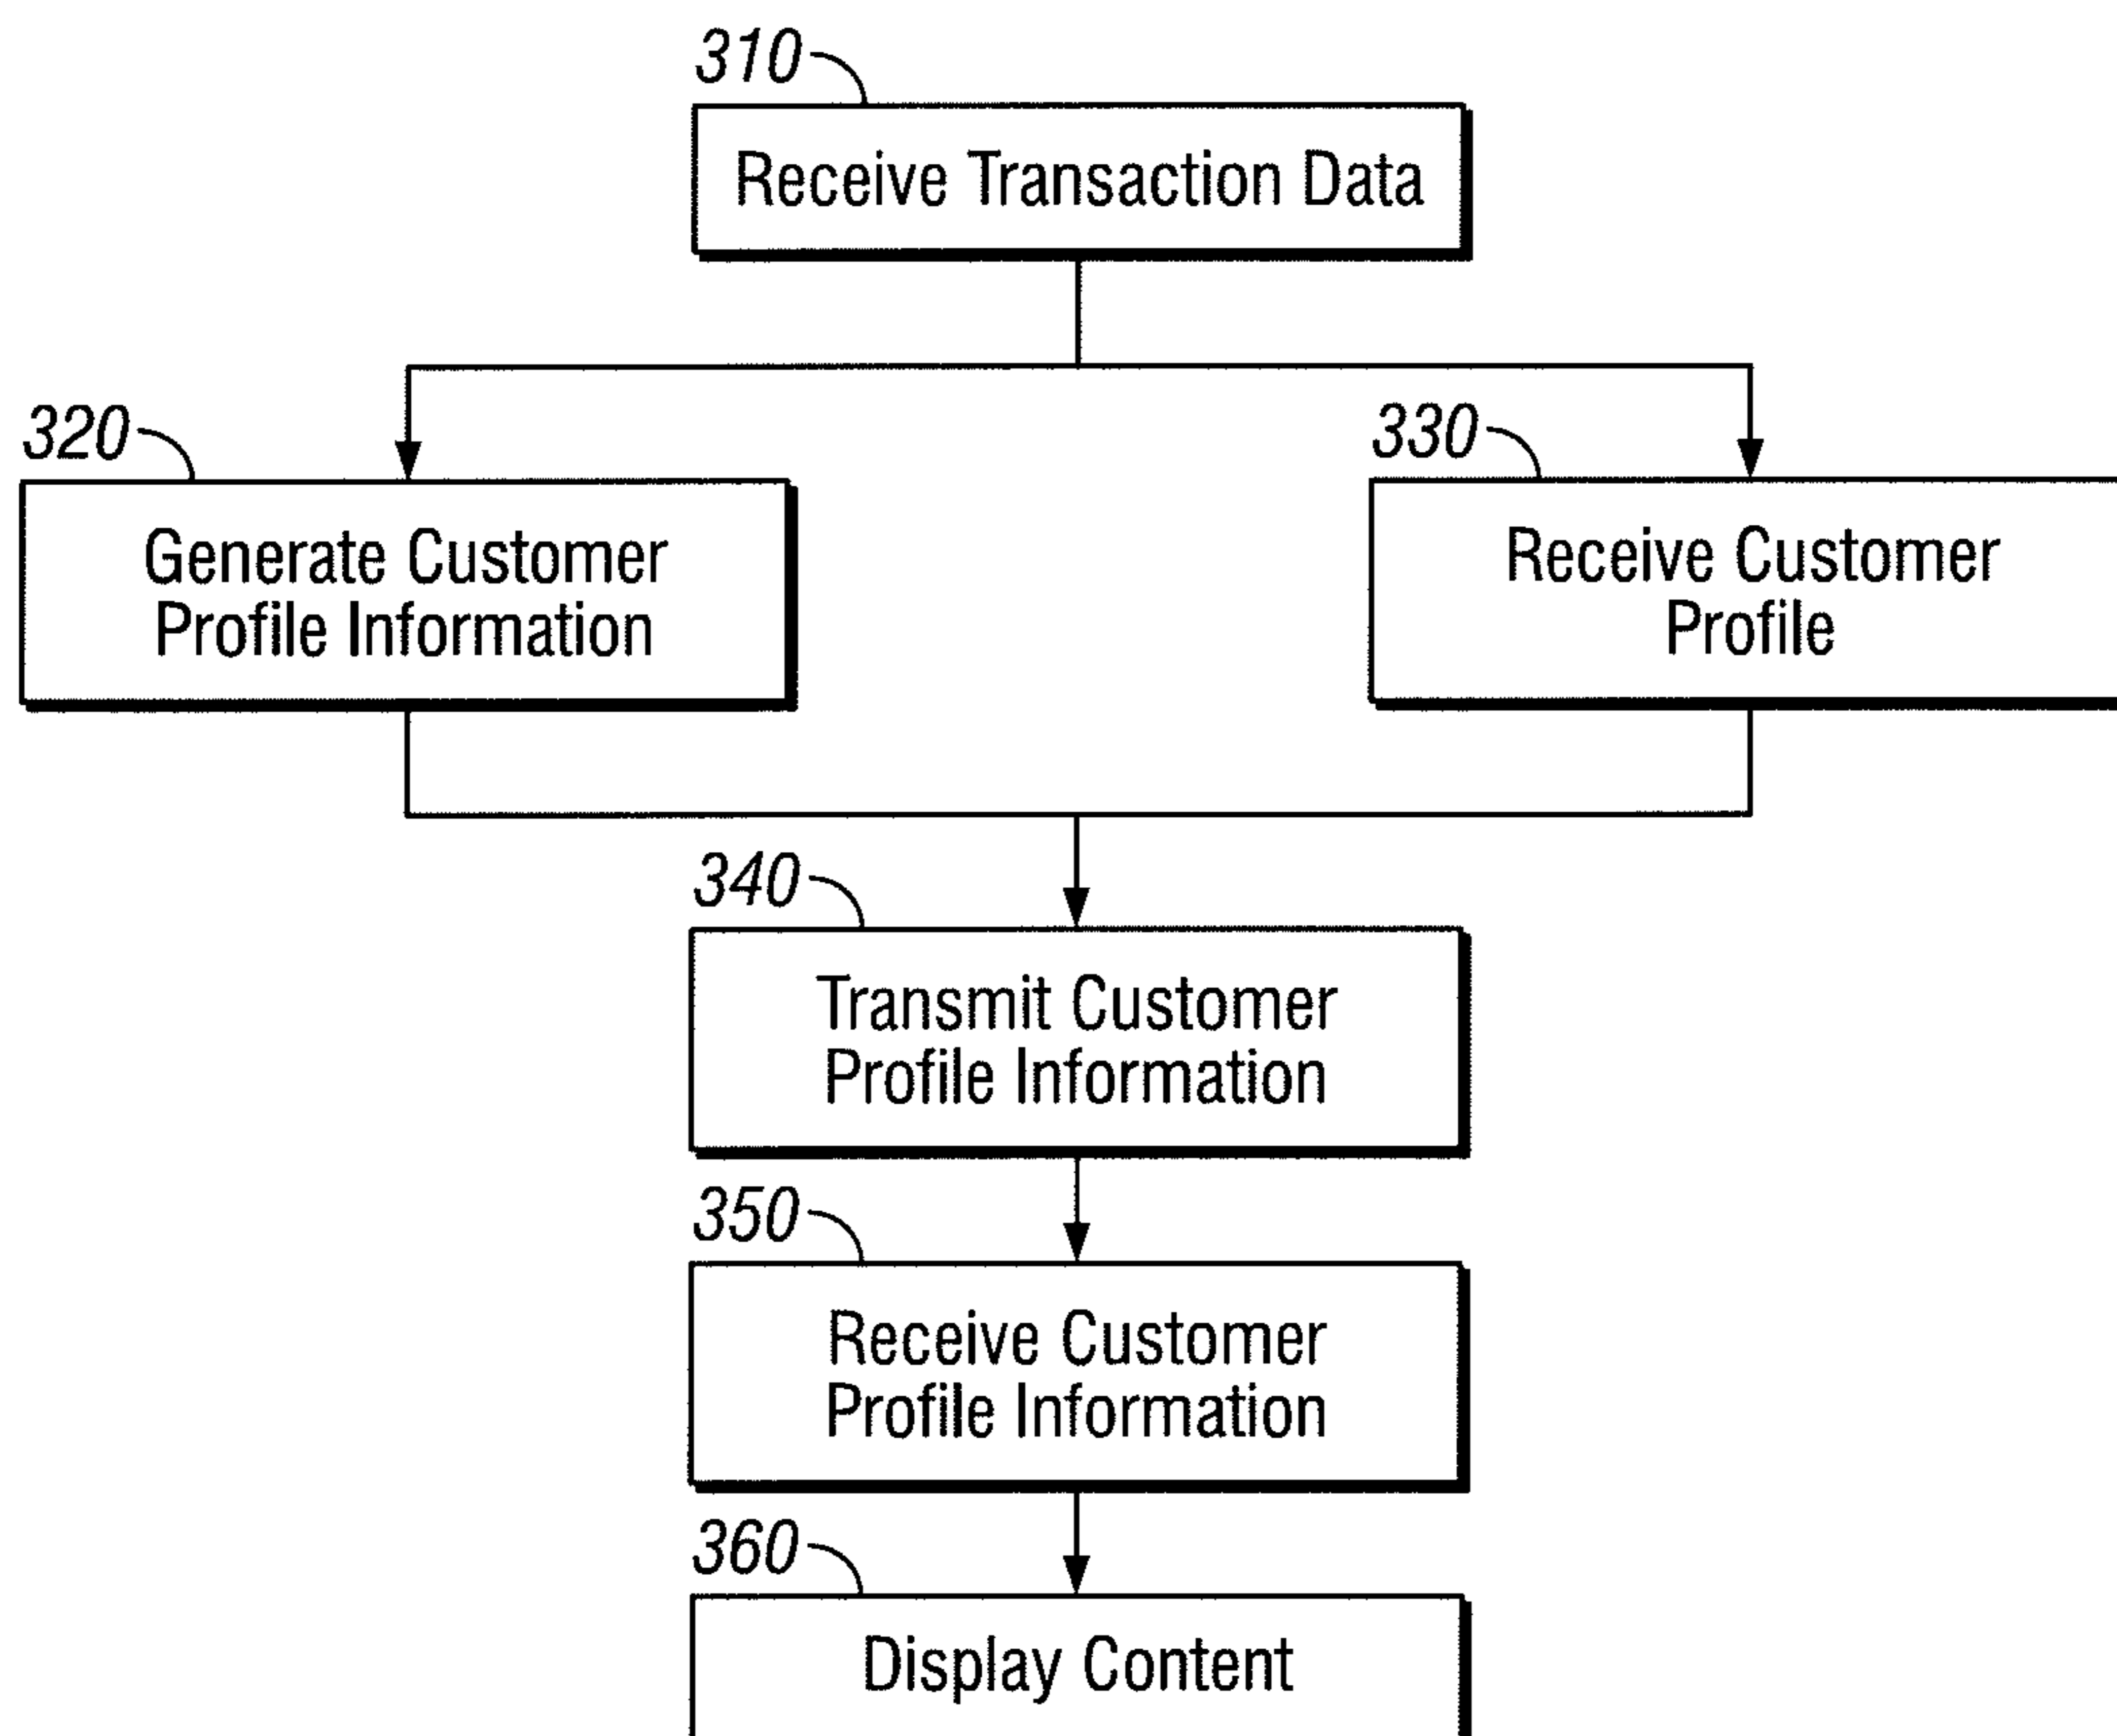 310
Receive Transaction Data
320
Generate Customer
Profile Information
330
Receive Customer
Profile
340
Transmit Customer
Profile Information
350
Receive Customer
Profile Information
360
Display Content